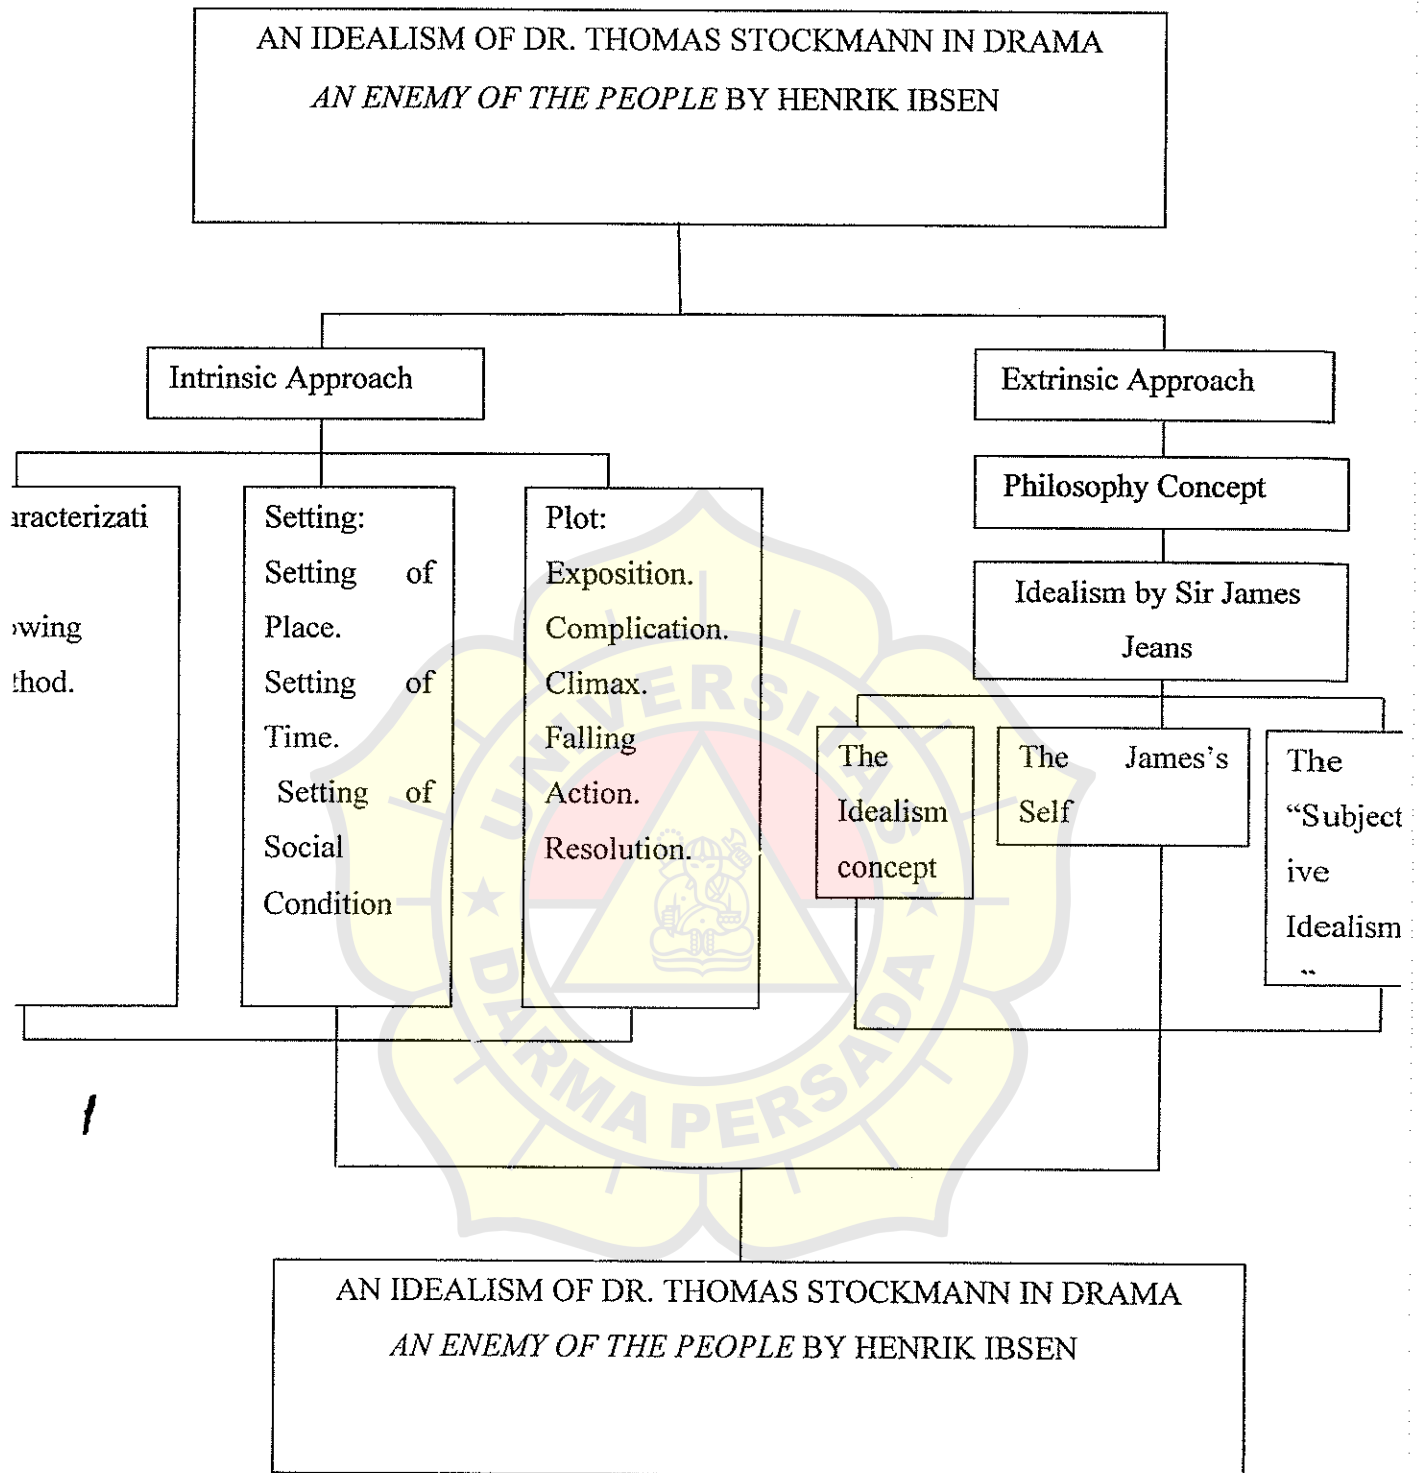 AN IDEALISM OF DR. THOMAS STOCKMANN IN DRAMA
AN ENEMY OF THE PEOPLE BY HENRIK IBSEN
Intrinsic Approach
Extrinsic Approach
Philosophy Concept
Idealism by Sir James
Jeans
aracterizati
owing
thod.
Setting:
Setting of
Place.
Setting of
Time.
Setting of
Social
Condition
Plot:
Exposition.
Complication.
Climax.
Falling
Action.
Resolution.
The
Idealism
concept
The James's
Self
The
“Subject
ive
Idealism
”
UNIVERSITAS
DARMA PERSADA
AN IDEALISM OF DR. THOMAS STOCKMANN IN DRAMA
AN ENEMY OF THE PEOPLE BY HENRIK IBSEN